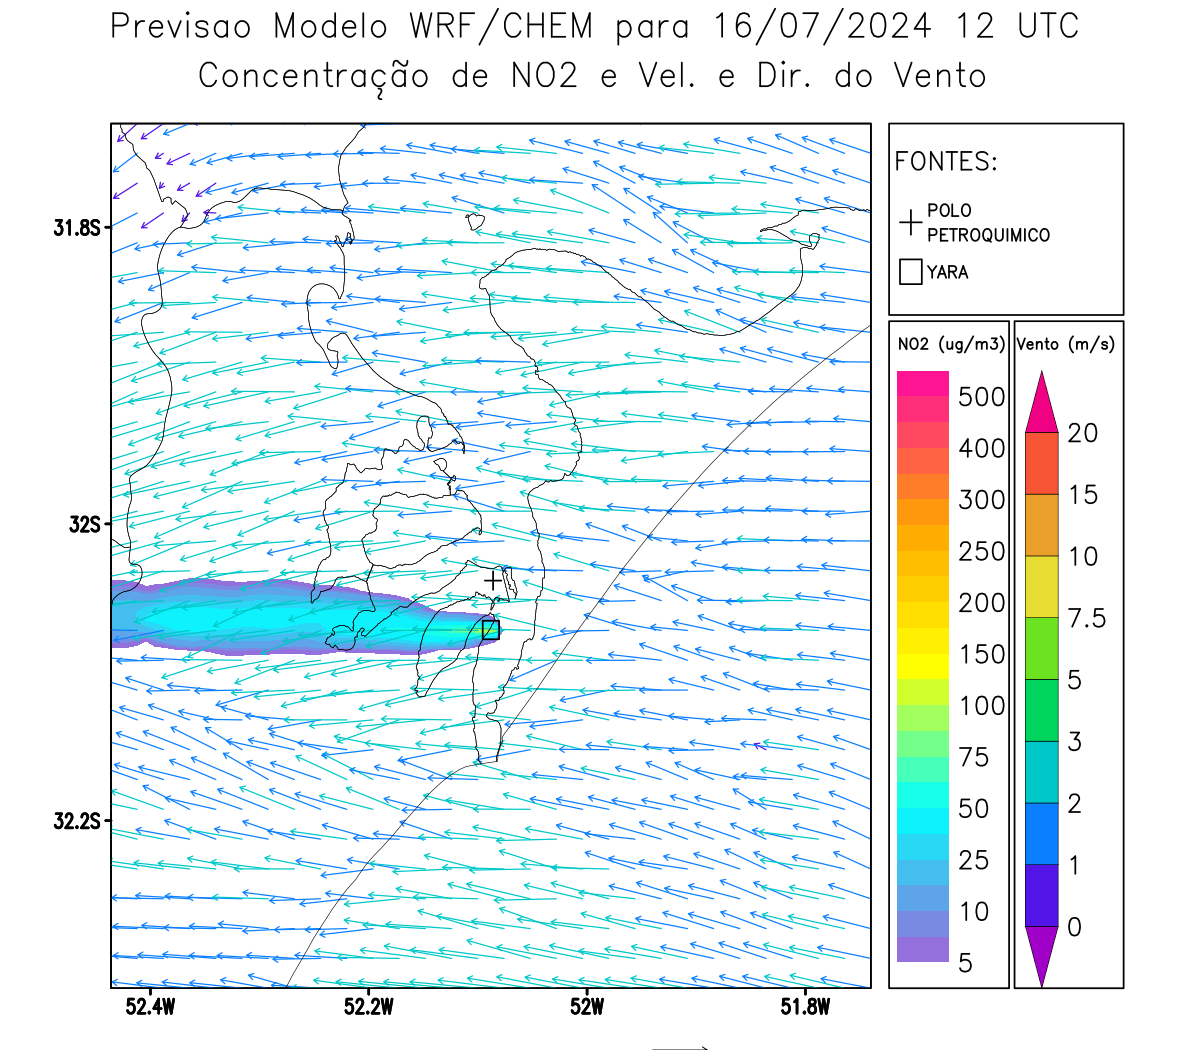 Previsao Modelo WRF/CHEM para 16/07/2024 12 UTC
Concentração de NO2 e Vel. e Dir. do Vento
FONTES:
POLO
PETROQUIMICO
YARA
NO2 (ug/m3)
500
400
300
250
200
150
100
75
50
25
10
5
Vento (m/s)
20
15
10
7.5
5
3
2
1
0
31.8S
32S
32.2S
52.4W
52.2W
52W
51.8W